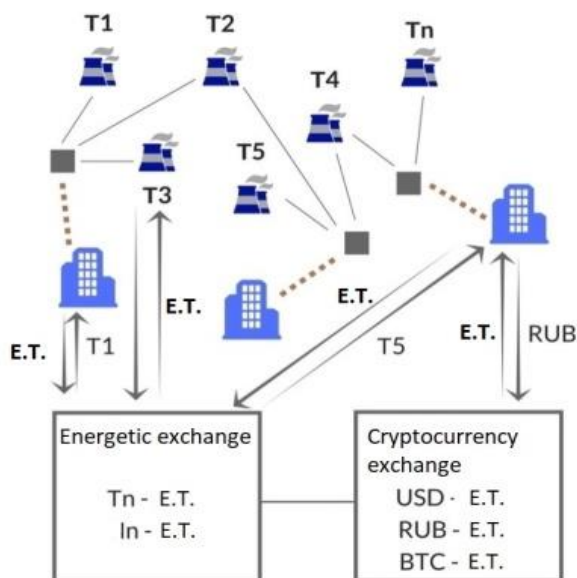 T1
T2
Tn
T4
T5
T3
E.T.
E.T.
E.T.
T1
T5
E.T.
RUB
Energetic exchange
Tn - E.T.
In - E.T.
Cryptocurrency
exchange
USD - E.T.
RUB - E.T.
BTC - E.T.